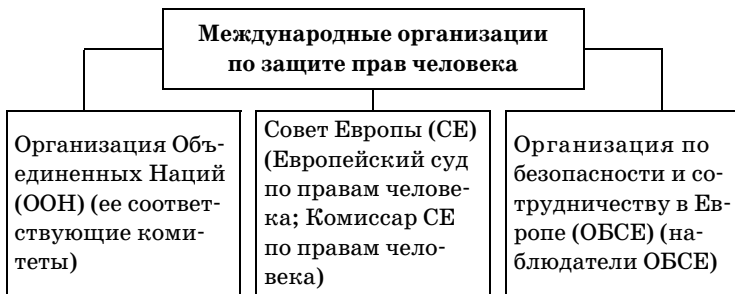 Международные организации
по защите прав человека
Организация Объ-
единенных Наций
(ООН) (ее соответ-
ствующие коми-
теты)
Совет Европы (СЕ)
(Европейский суд
по правам челове-
ка; Комиссар СЕ
по правам чело-
века)
Организация по
безопасности и со-
трудничеству в Ев-
ропе (ОБСЕ) (на-
блюдатели ОБСЕ)